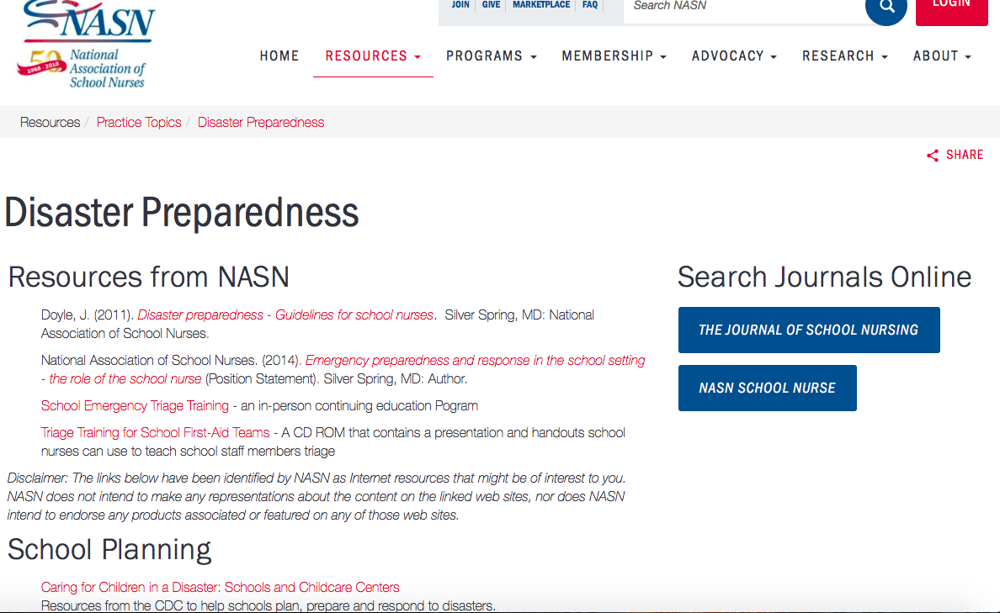 JOIN GIVE MARKETPLACE FAQ
Search NASN
LOGIN
NASN
50
1968 - 2018
National
Association of
School Nurses
HOME RESOURCES PROGRAMS MEMBERSHIP ADVOCACY RESEARCH ABOUT
Resources / Practice Topics / Disaster Preparedness
SHARE
Disaster Preparedness
Resources from NASN
Doyle, J. (2011). Disaster preparedness - Guidelines for school nurses. Silver Spring, MD: National
Association of School Nurses.
National Association of School Nurses. (2014). Emergency preparedness and response in the school setting
- the role of the school nurse (Position Statement). Silver Spring, MD: Author.
School Emergency Triage Training - an in-person continuing education Pogram
Triage Training for School First-Aid Teams - A CD ROM that contains a presentation and handouts school
nurses can use to teach school staff members triage
Disclaimer: The links below have been identified by NASN as Internet resources that might be of interest to you.
NASN does not intend to make any representations about the content on the linked web sites, nor does NASN
intend to endorse any products associated or featured on any of those web sites.
School Planning
Caring for Children in a Disaster: Schools and Childcare Centers
Resources from the CDC to help schools plan, prepare and respond to disasters.
Search Journals Online
THE JOURNAL OF SCHOOL NURSING
NASN SCHOOL NURSE